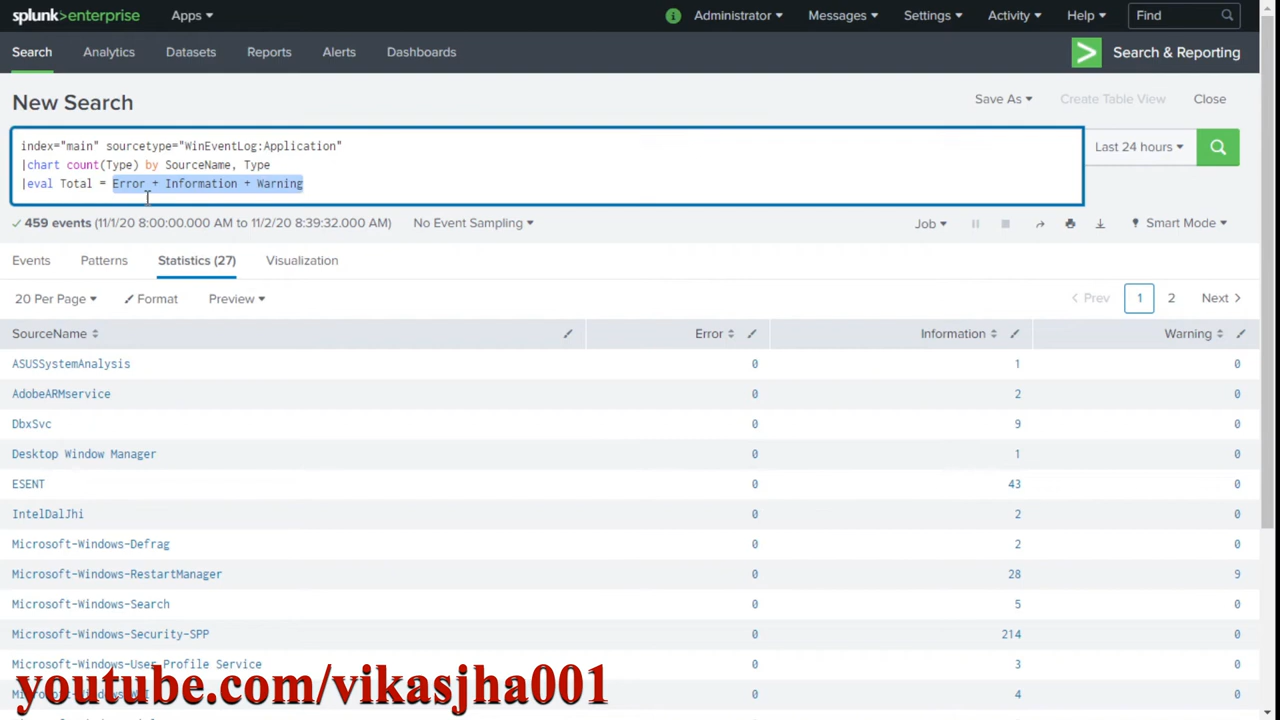 splunk>enterprise Apps Administrator Messages Settings Activity Help Find
Search Analytics Datasets Reports Alerts Dashboards Search & Reporting
New Search Save As Create Table View Close
index="main" sourcetype="WinEventLog:Application"
|chart count(Type) by SourceName, Type
|eval Total = Error + Information + Warning
Last 24 hours
459 events (11/1/20 8:00:00.000 AM to 11/2/20 8:39:32.000 AM) No Event Sampling Job Smart Mode
Events Patterns Statistics (27) Visualization
20 Per Page Format Preview Prev 1 2 Next
SourceName Error Information Warning
ASUSSystemAnalysis 0 1 0
AdobeARMservice 0 2 0
DbxSvc 0 9 0
Desktop Window Manager 0 1 0
ESENT 0 43 0
IntelDalJhi 0 2 0
Microsoft-Windows-Defrag 0 2 0
Microsoft-Windows-RestartManager 0 28 9
Microsoft-Windows-Search 0 5 0
Microsoft-Windows-Security-SPP 0 214 0
Microsoft-Windows-User Profile Service 0 3 0
0 4 0
youtube.com/vikasjha001